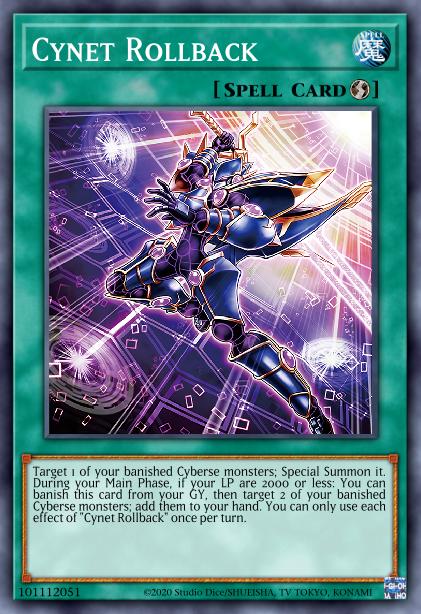 CYNET ROLLBACK
SPELL
魔
[SPELL CARD]
Target 1 of your banished Cyberse monsters; Special Summon it.
During your Main Phase, if your LP are 2000 or less: You can
banish this card from your GY, then target 2 of your banished
Cyberse monsters; add them to your hand. You can only use each
effect of "Cynet Rollback" once per turn.
101112051
©2020 Studio Dice/SHUEISHA, TV TOKYO, KONAMI